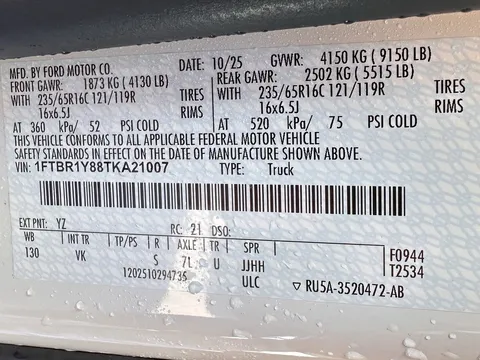 MFD. BY FORD MOTOR CO. DATE: 10/25 GVWR: 4150 KG (9150 LB)
FRONT GAWR: 1873 KG (4130 LB) REAR GAWR: 2502 KG (5515 LB)
WITH 235/65R16C 121/119R TIRES WITH 235/65R16C 121/119R TIRES
16x6.5J RIMS 16x6.5J RIMS
AT 360 kPa/ 52 PSI COLD AT 520 kPa/ 75 PSI COLD
THIS VEHICLE CONFORMS TO ALL APPLICABLE FEDERAL MOTOR VEHICLE
SAFETY STANDARDS IN EFFECT ON THE DATE OF MANUFACTURE SHOWN ABOVE.
VIN: 1FTBR1Y88TKA21007 TYPE: Truck
EXT PNT: YZ RC: 21 DSO:
WB INT TR TP/PS R AXLE TR SPR F0944
130 VK S 7L U JJHH T2534
1202510294735 ULC RU5A-3520472-AB